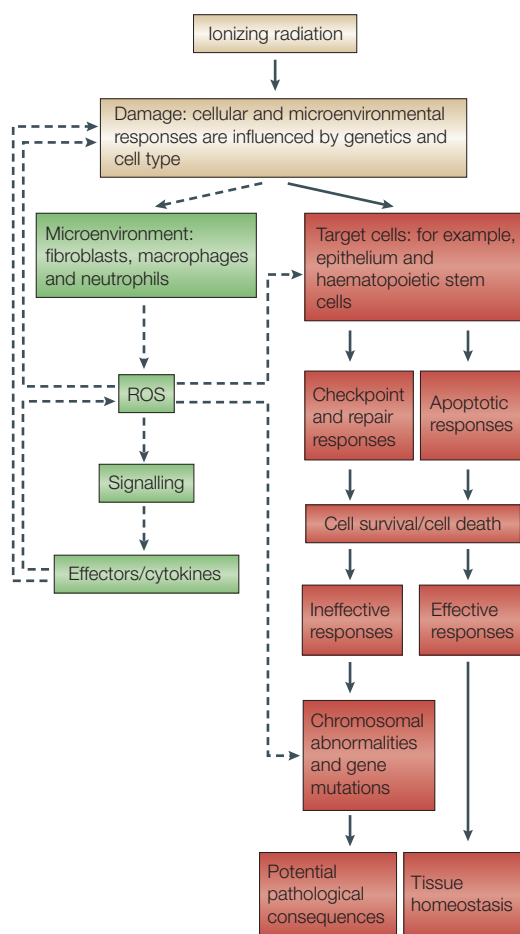 Ionizing radiation
Damage: cellular and microenvironmental
responses are influenced by genetics and
cell type
Microenvironment:
fibroblasts, macrophages
and neutrophils
Target cells: for example,
epithelium and
haematopoietic stem
cells
ROS
Checkpoint
and repair
responses
Apoptotic
responses
Signalling
Cell survival/cell death
Effectors/cytokines
Ineffective
responses
Effective
responses
Chromosomal
abnormalities
and gene
mutations
Potential
pathological
consequences
Tissue
homeostasis